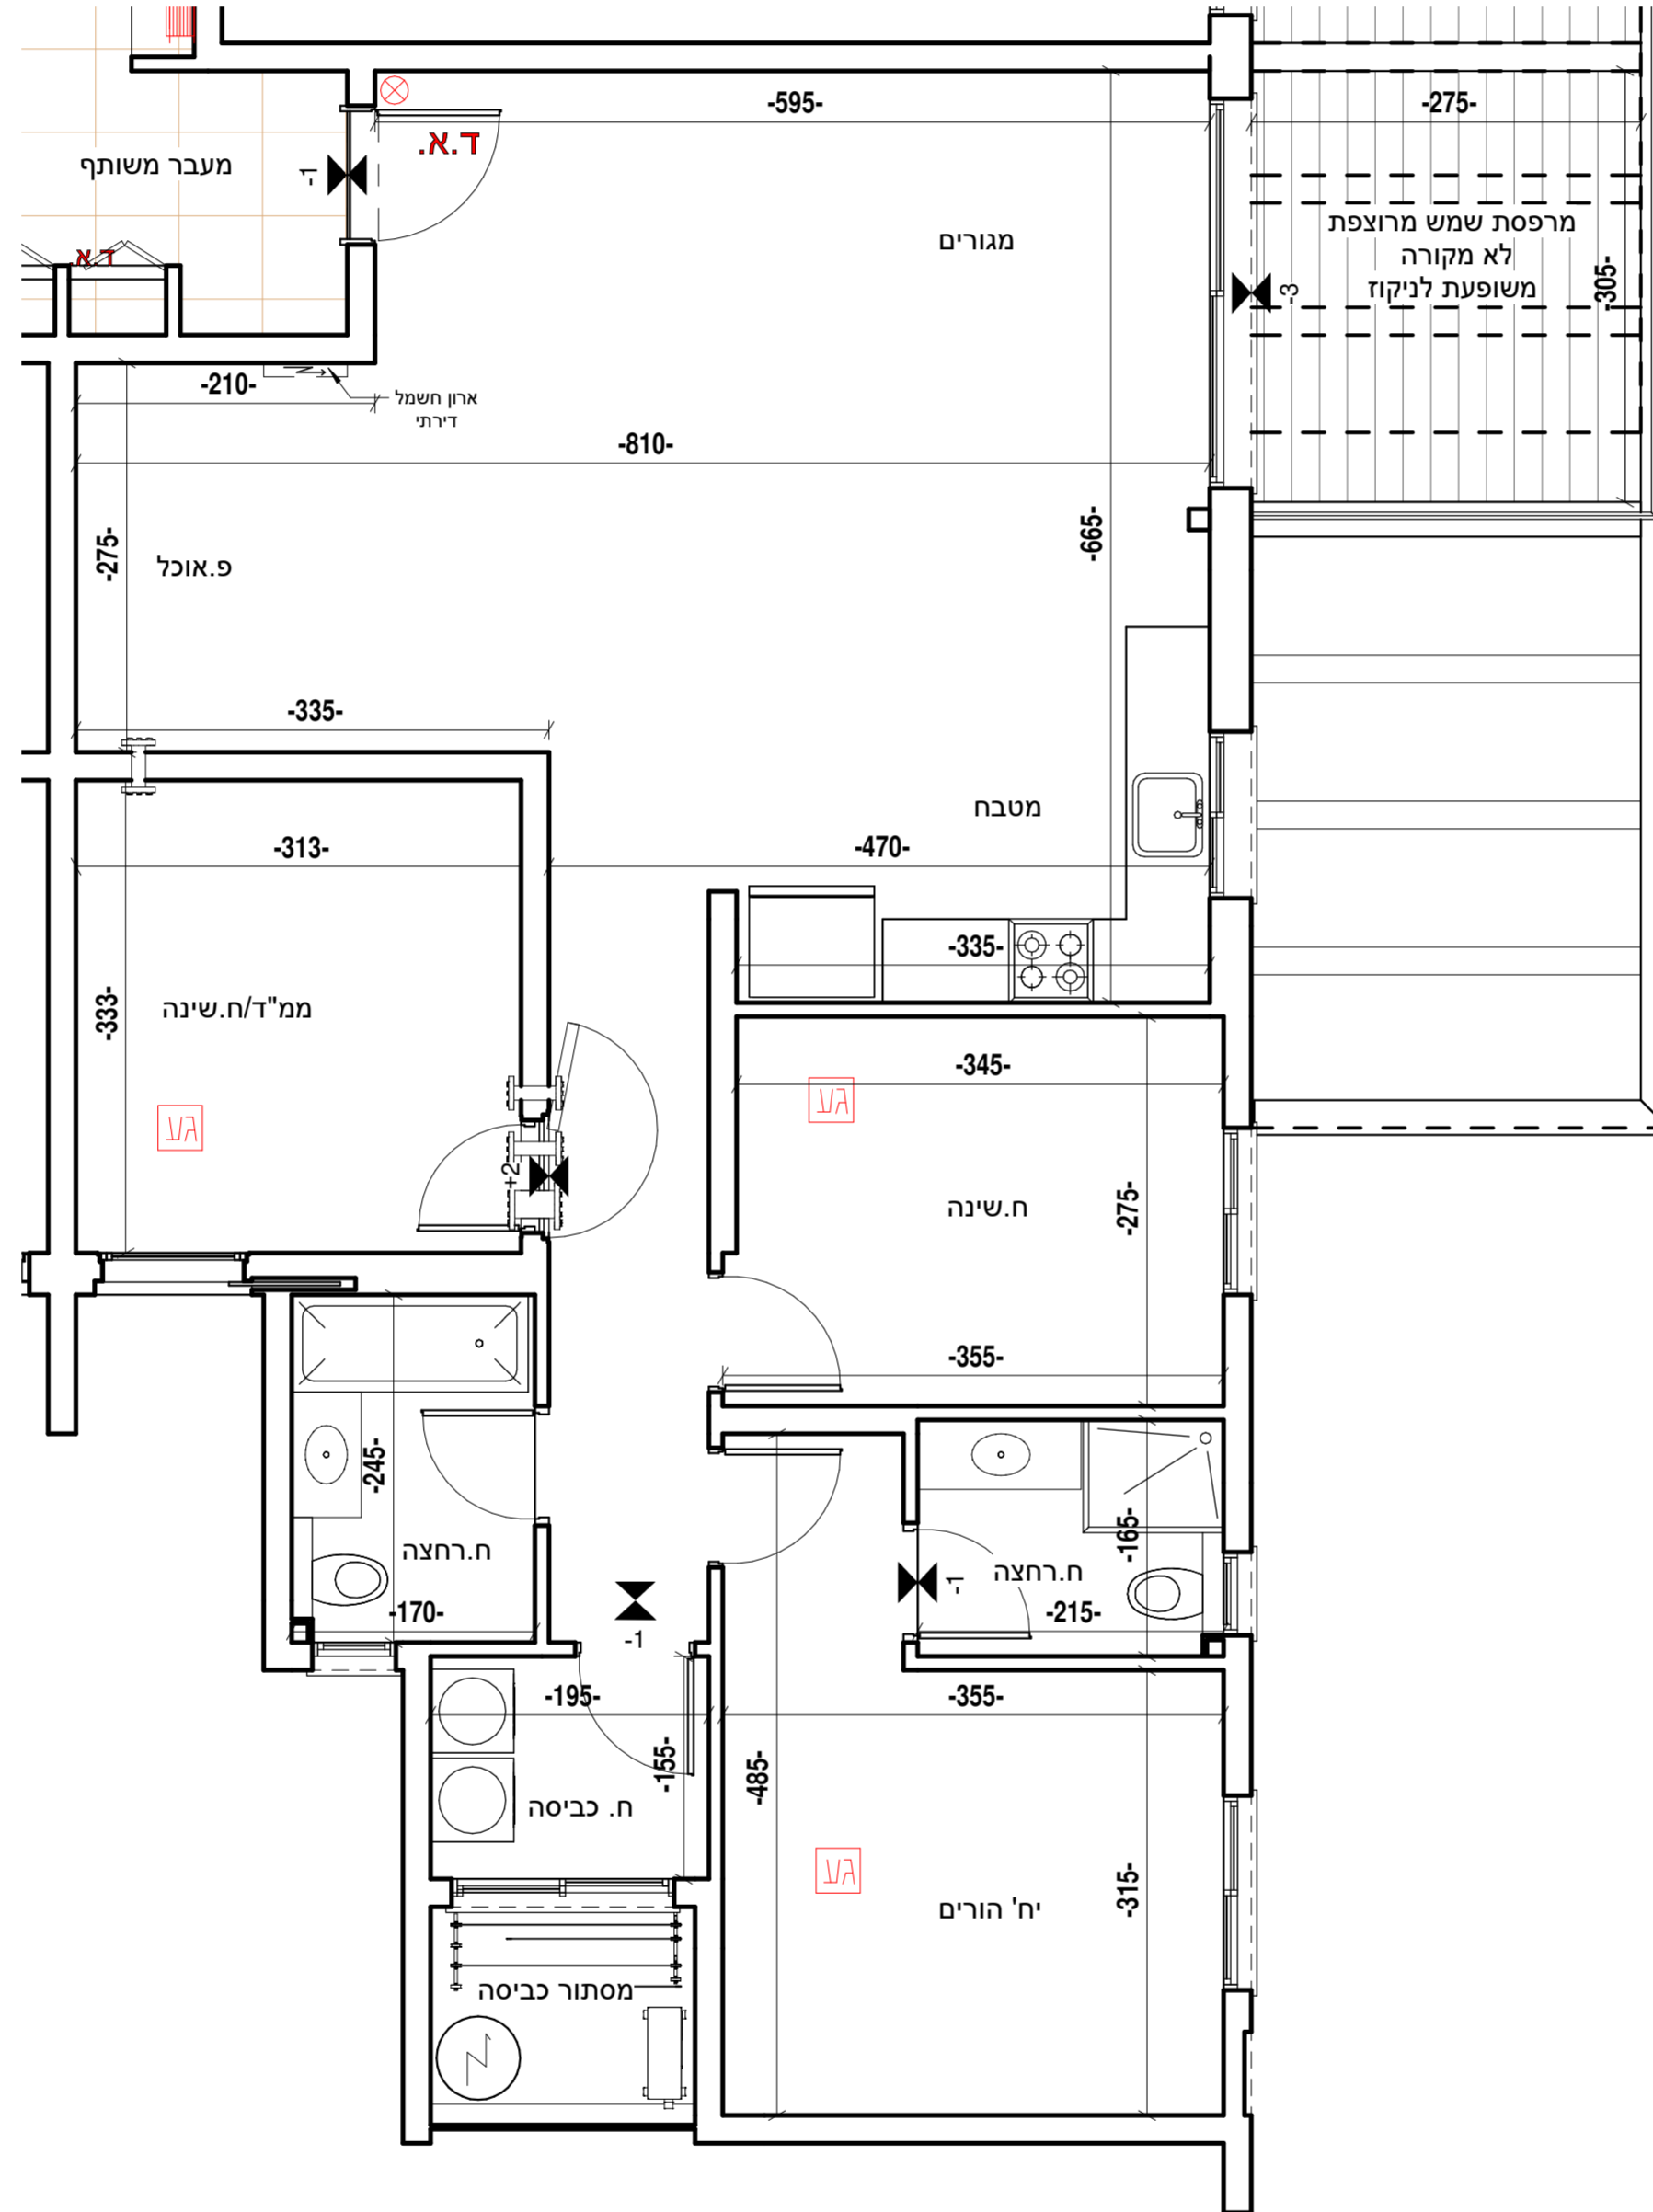 -595-
-275-
ד.א.
מעבר משותף
-1
מגורים
מרפסת שמש מרוצפת
לא מקורה
משופעת לניקוז
-3
-305-
ד.א.
-210-
ארון חשמל
דירתי
-810-
-275-
פ.אוכל
-665-
-335-
מטבח
-313-
-470-
-335-
-333-
ממ"ד/ח.שינה
-345-
גע
גע
+2
ח.שינה
-275-
-355-
-245-
ח.רחצה
-165-
ח.רחצה
-1
-170-
-215-
-1
-195-
-355-
-155-
-485-
ח. כביסה
גע
-315-
יח' הורים
מסתור כביסה